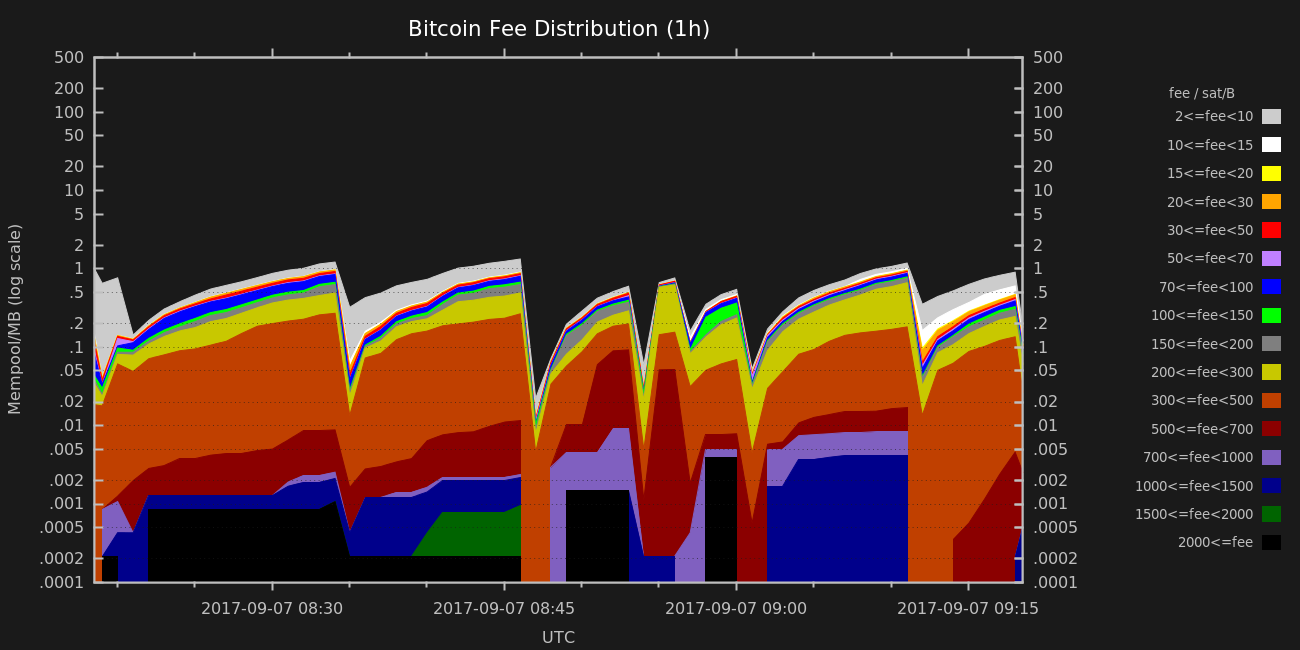 Bitcoin Fee Distribution (1h)
Mempool/MB (log scale)
500
200
100
50
20
10
5
2
1
.5
.2
.1
.05
.02
.01
.005
.002
.001
.0005
.0002
.0001
500
200
100
50
20
10
5
2
1
.5
.2
.1
.05
.02
.01
.005
.002
.001
.0005
.0002
.0001
2017-09-07 08:30
2017-09-07 08:45
2017-09-07 09:00
2017-09-07 09:15
UTC
fee / sat/B
2<=fee<10
10<=fee<15
15<=fee<20
20<=fee<30
30<=fee<50
50<=fee<70
70<=fee<100
100<=fee<150
150<=fee<200
200<=fee<300
300<=fee<500
500<=fee<700
700<=fee<1000
1000<=fee<1500
1500<=fee<2000
2000<=fee